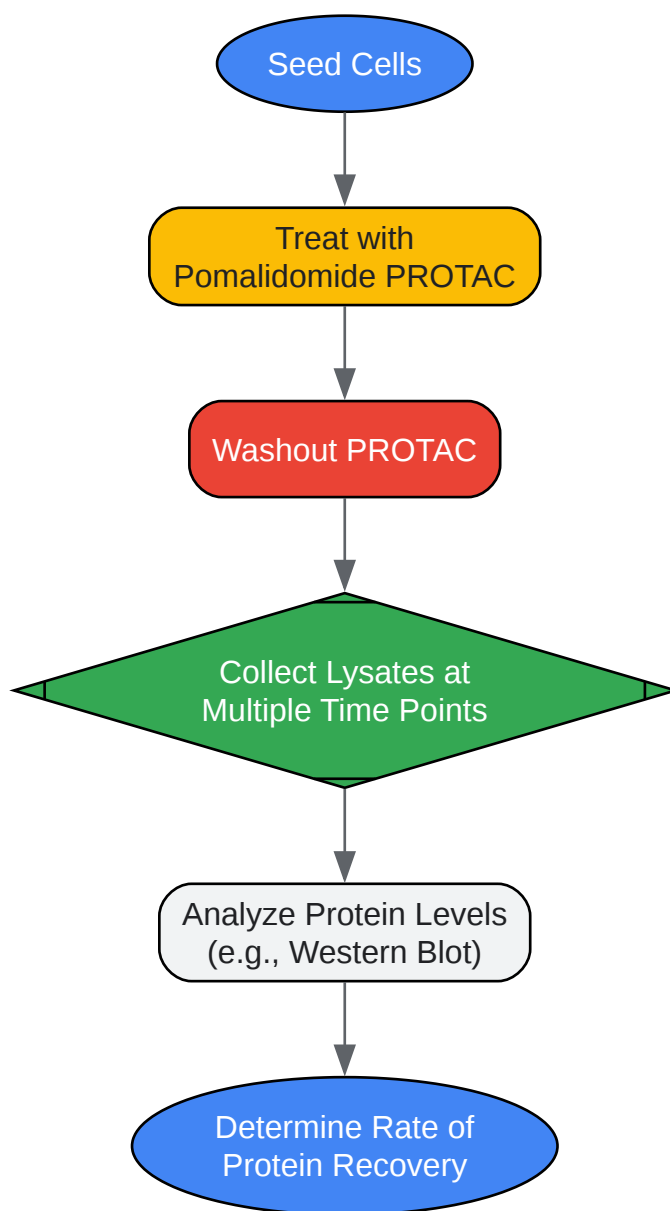 Seed Cells
Treat with
Pomalidomide PROTAC
Washout PROTAC
Collect Lysates at
Multiple Time Points
Analyze Protein Levels
(e.g., Western Blot)
Determine Rate of
Protein Recovery